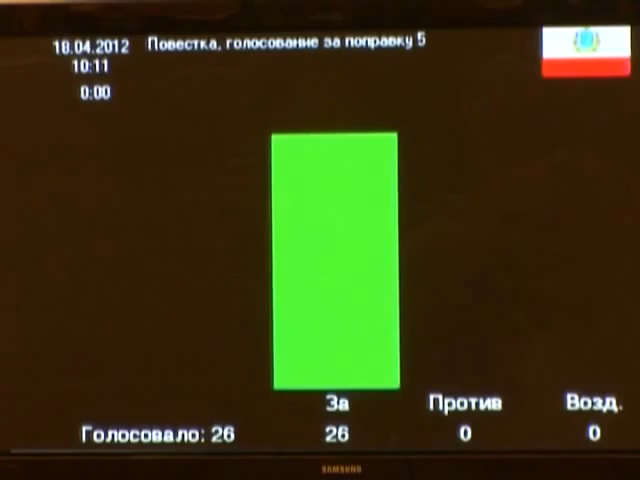 18.04.2012 Повестка, голосование за поправку 5
10:11
0:00
За Против Возд.
Голосовало: 26 26 0 0
SAMSUNG